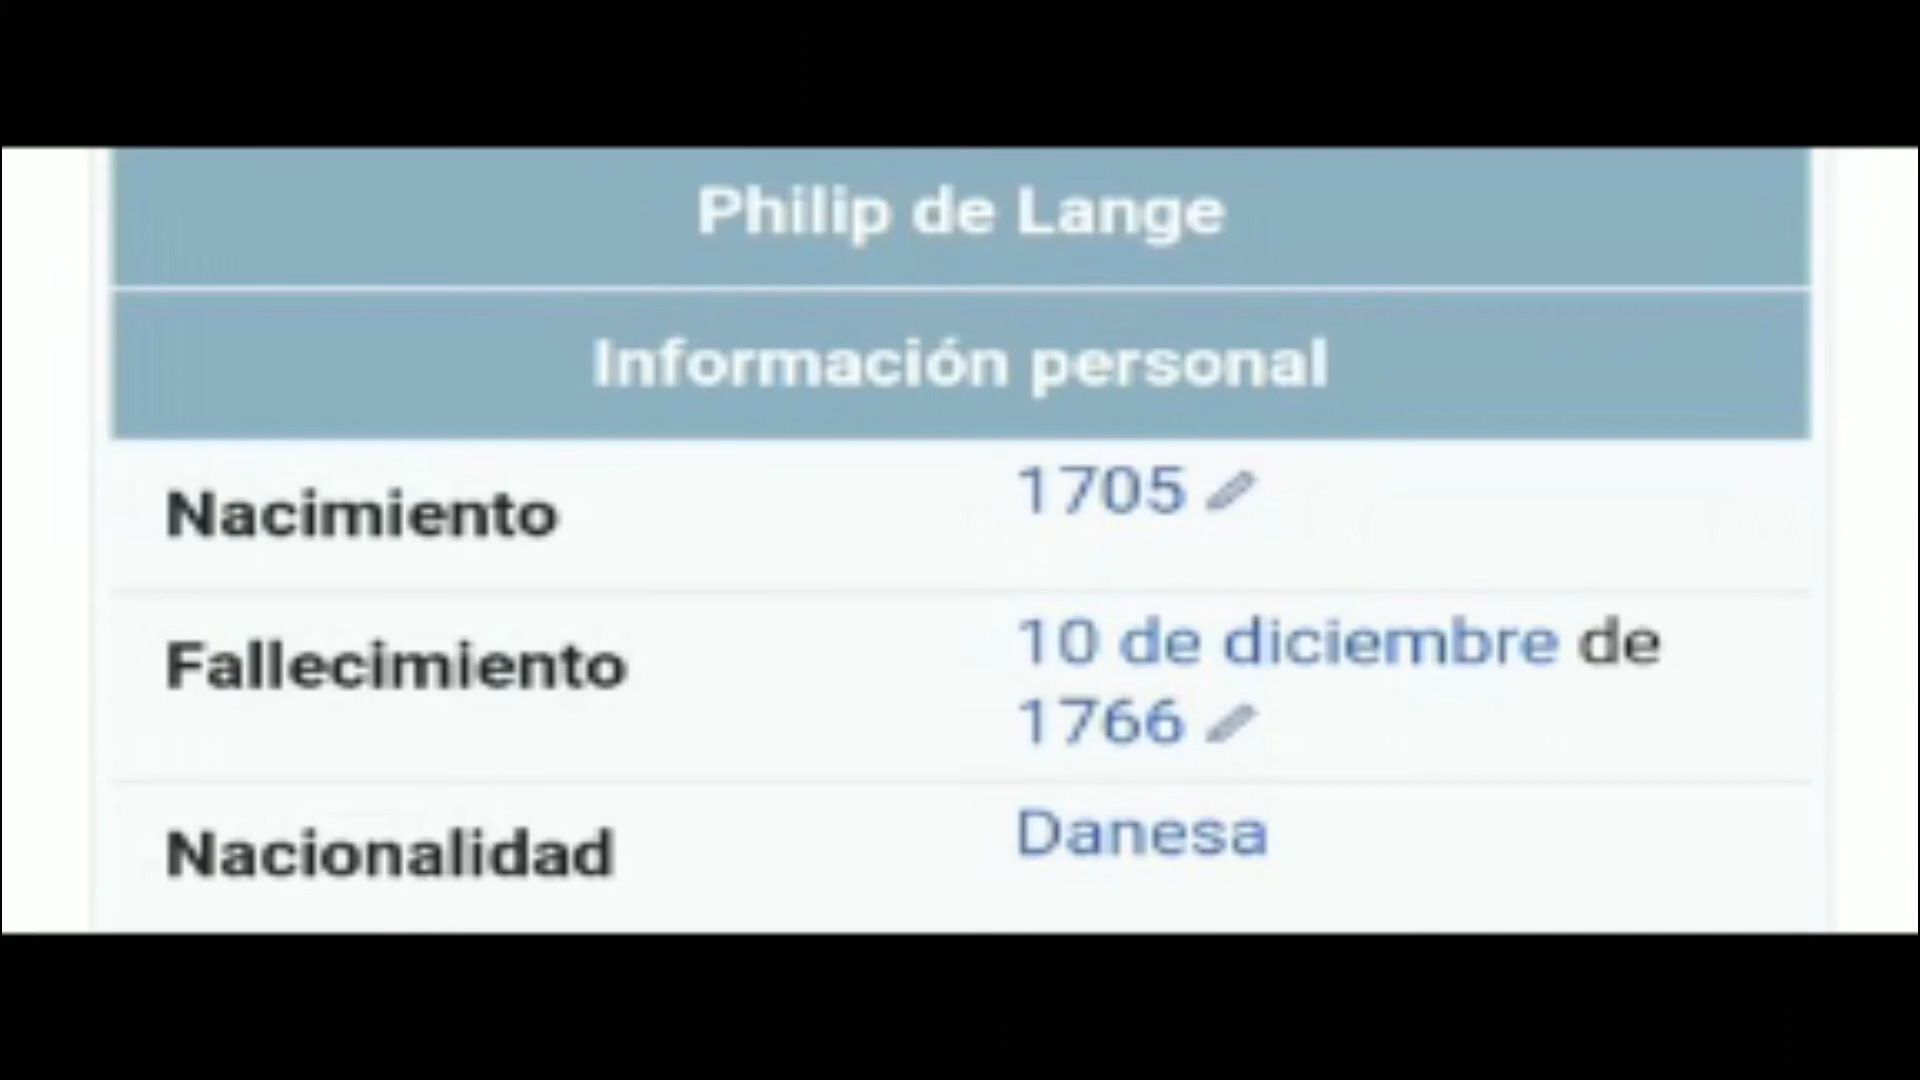 Philip de Lange
Información personal
Nacimiento 1705
Fallecimiento 10 de diciembre de
1766
Nacionalidad Danesa